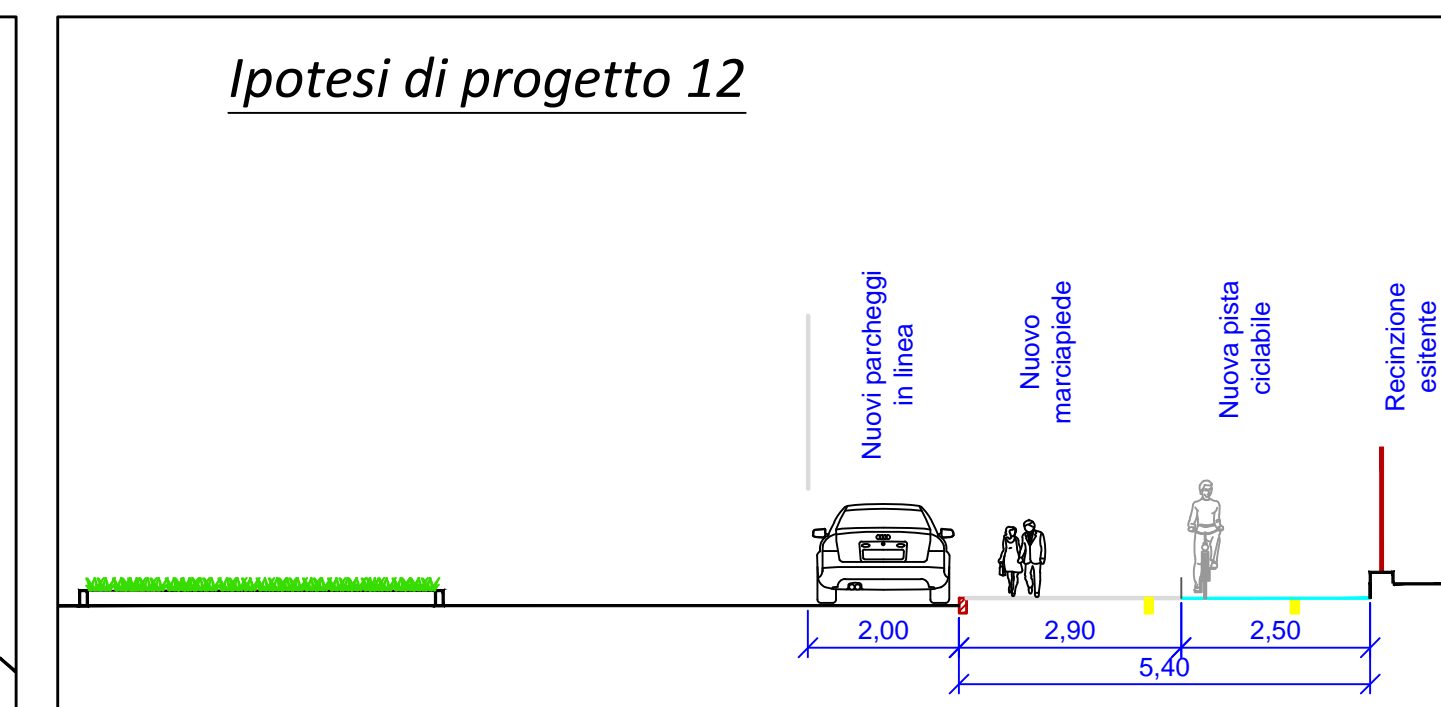 Ipotesi di progetto 12
Nuovi parcheggi
in linea
Nuovo
marciapiede
Nuova pista
ciclabile
Recinzione
esitente
2,00
2,90
2,50
5,40